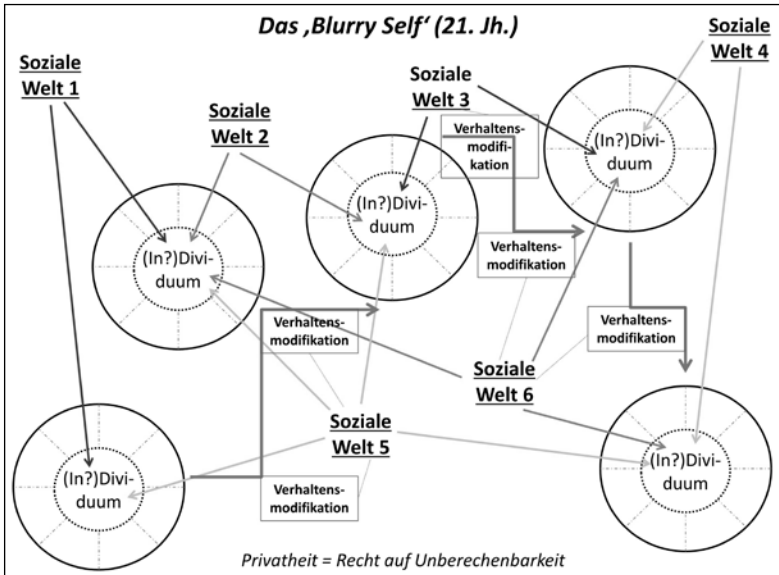 Das ‚Blurry Self‘ (21. Jh.)
Soziale
Welt 1
Soziale
Welt 2
Soziale
Welt 3
Soziale
Welt 4
Verhaltens-
modifi-
kation
(In?)Divi-
duum
(In?)Divi-
duum
(In?)Divi-
duum
Verhaltens-
modifikation
Verhaltens-
modifikation
Verhaltens-
modifikation
Soziale
Welt 6
Soziale
Welt 5
(In?)Divi-
duum
(In?)Divi-
duum
Verhaltens-
modifikation
Privatheit = Recht auf Unberechenbarkeit